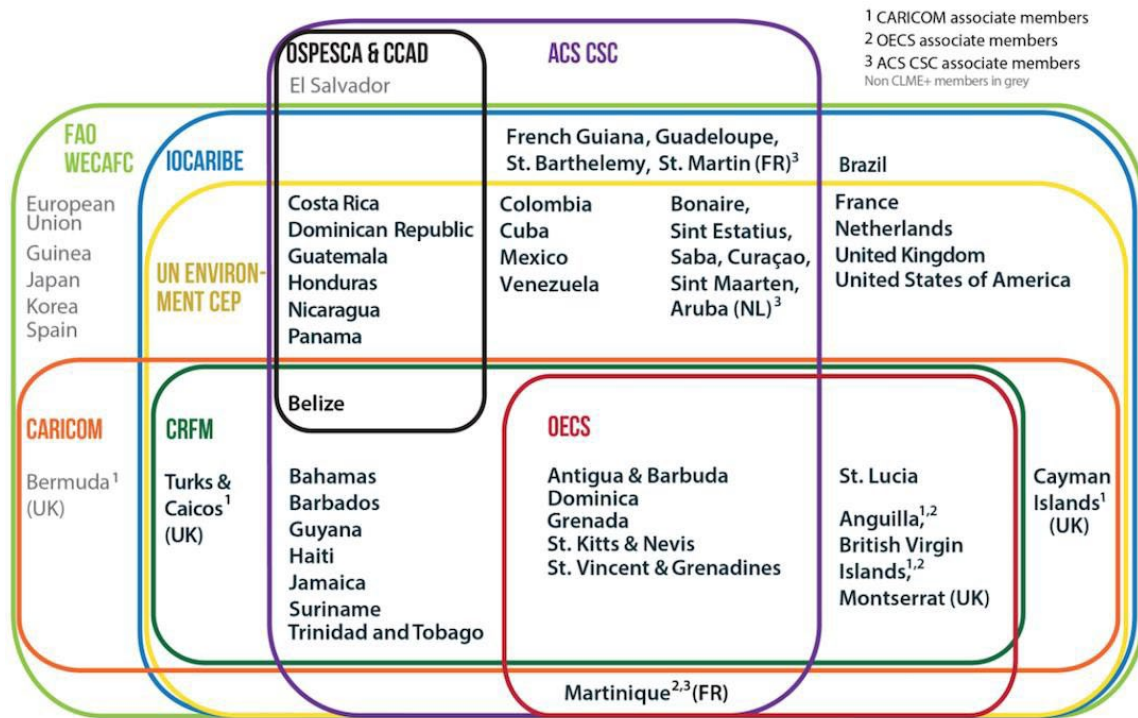 ¹ CARICOM associate members
² OECS associate members
³ ACS CSC associate members
Non CLME+ members in grey
OSPESCA & CCAD
El Salvador
ACS CSC
FAO
WECAFC
IOCARIBE
French Guiana, Guadeloupe,
St. Barthelemy, St. Martin (FR)³
Brazil
European
Union
Guinea
Japan
Korea
Spain
UN ENVIRON-
MENT CEP
Costa Rica
Dominican Republic
Guatemala
Honduras
Nicaragua
Panama
Colombia
Cuba
Mexico
Venezuela
Bonaire,
Sint Estatius,
Saba, Curaçao,
Sint Maarten,
Aruba (NL)³
France
Netherlands
United Kingdom
United States of America
Belize
CARICOM
Bermuda¹
(UK)
CRFM
Turks &
Caicos¹
(UK)
Bahamas
Barbados
Guyana
Haiti
Jamaica
Suriname
Trinidad and Tobago
OECS
Antigua & Barbuda
Dominica
Grenada
St. Kitts & Nevis
St. Vincent & Grenadines
St. Lucia
Anguilla,¹,²
British Virgin
Islands,¹,²
Montserrat (UK)
Cayman
Islands¹
(UK)
Martinique²,³ (FR)